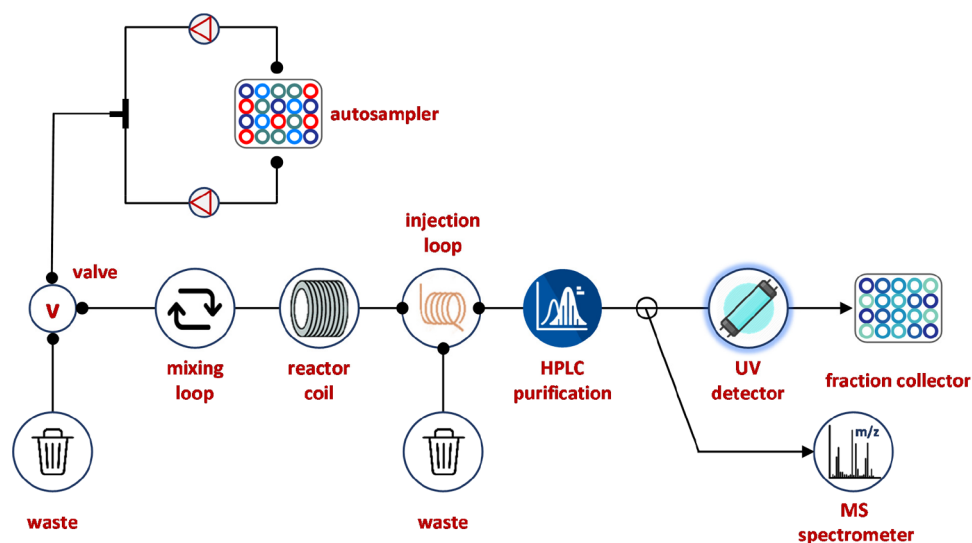 autosampler
injection
loop
valve
V
mixing
loop
reactor
coil
HPLC
purification
UV
detector
fraction collector
m/z
waste
waste
MS
spectrometer